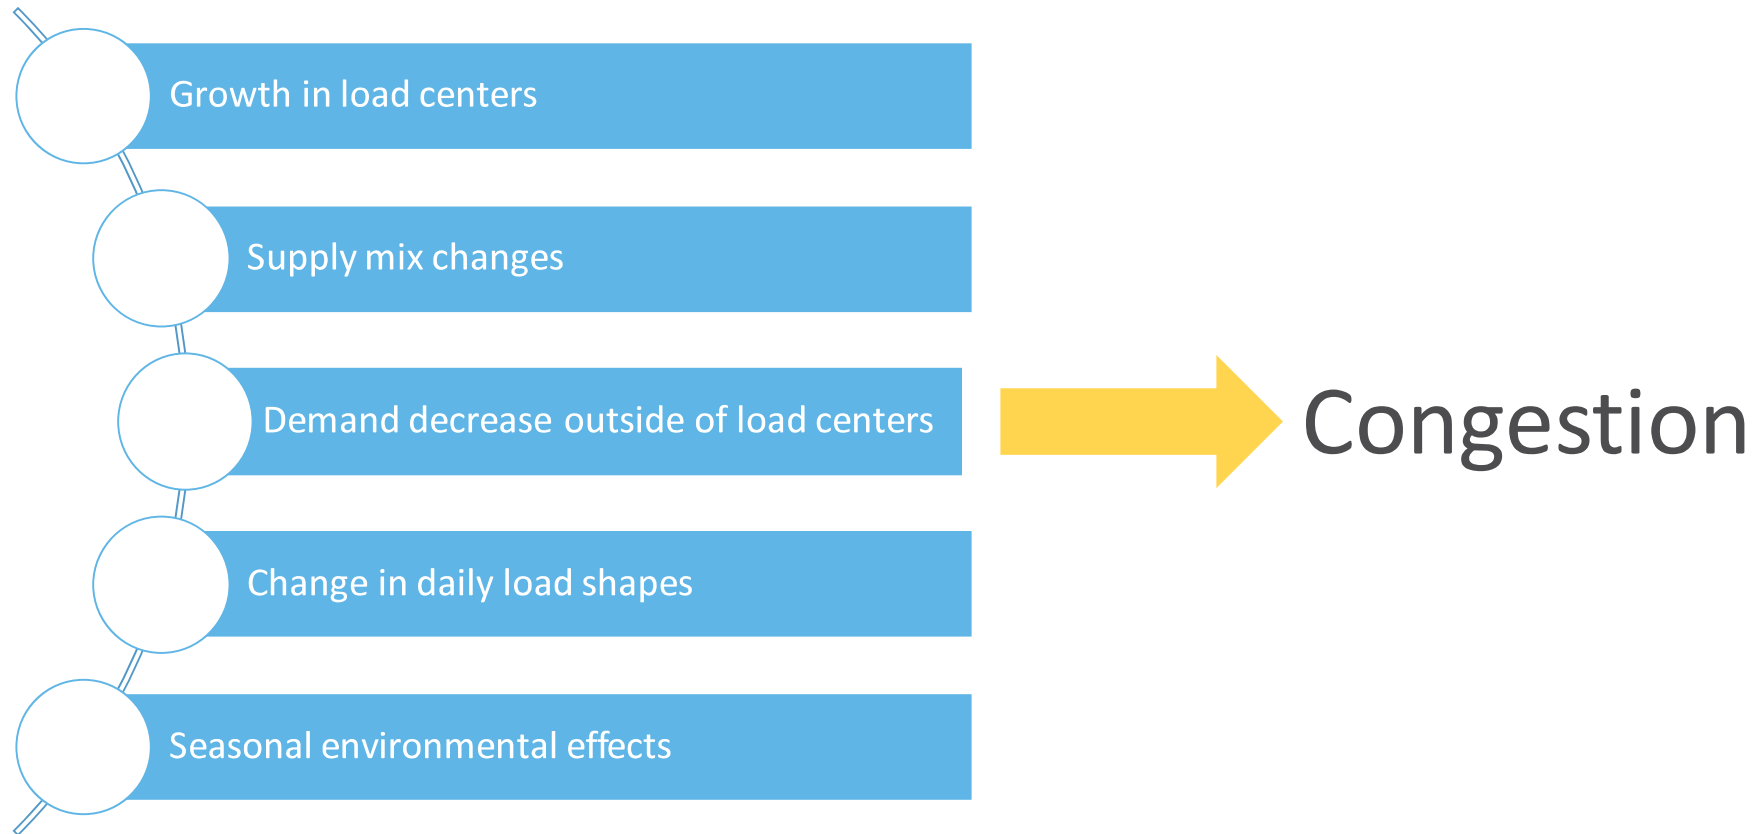 Growth in load centers
Supply mix changes
Demand decrease outside of load centers
Change in daily load shapes
Seasonal environmental effects
Congestion